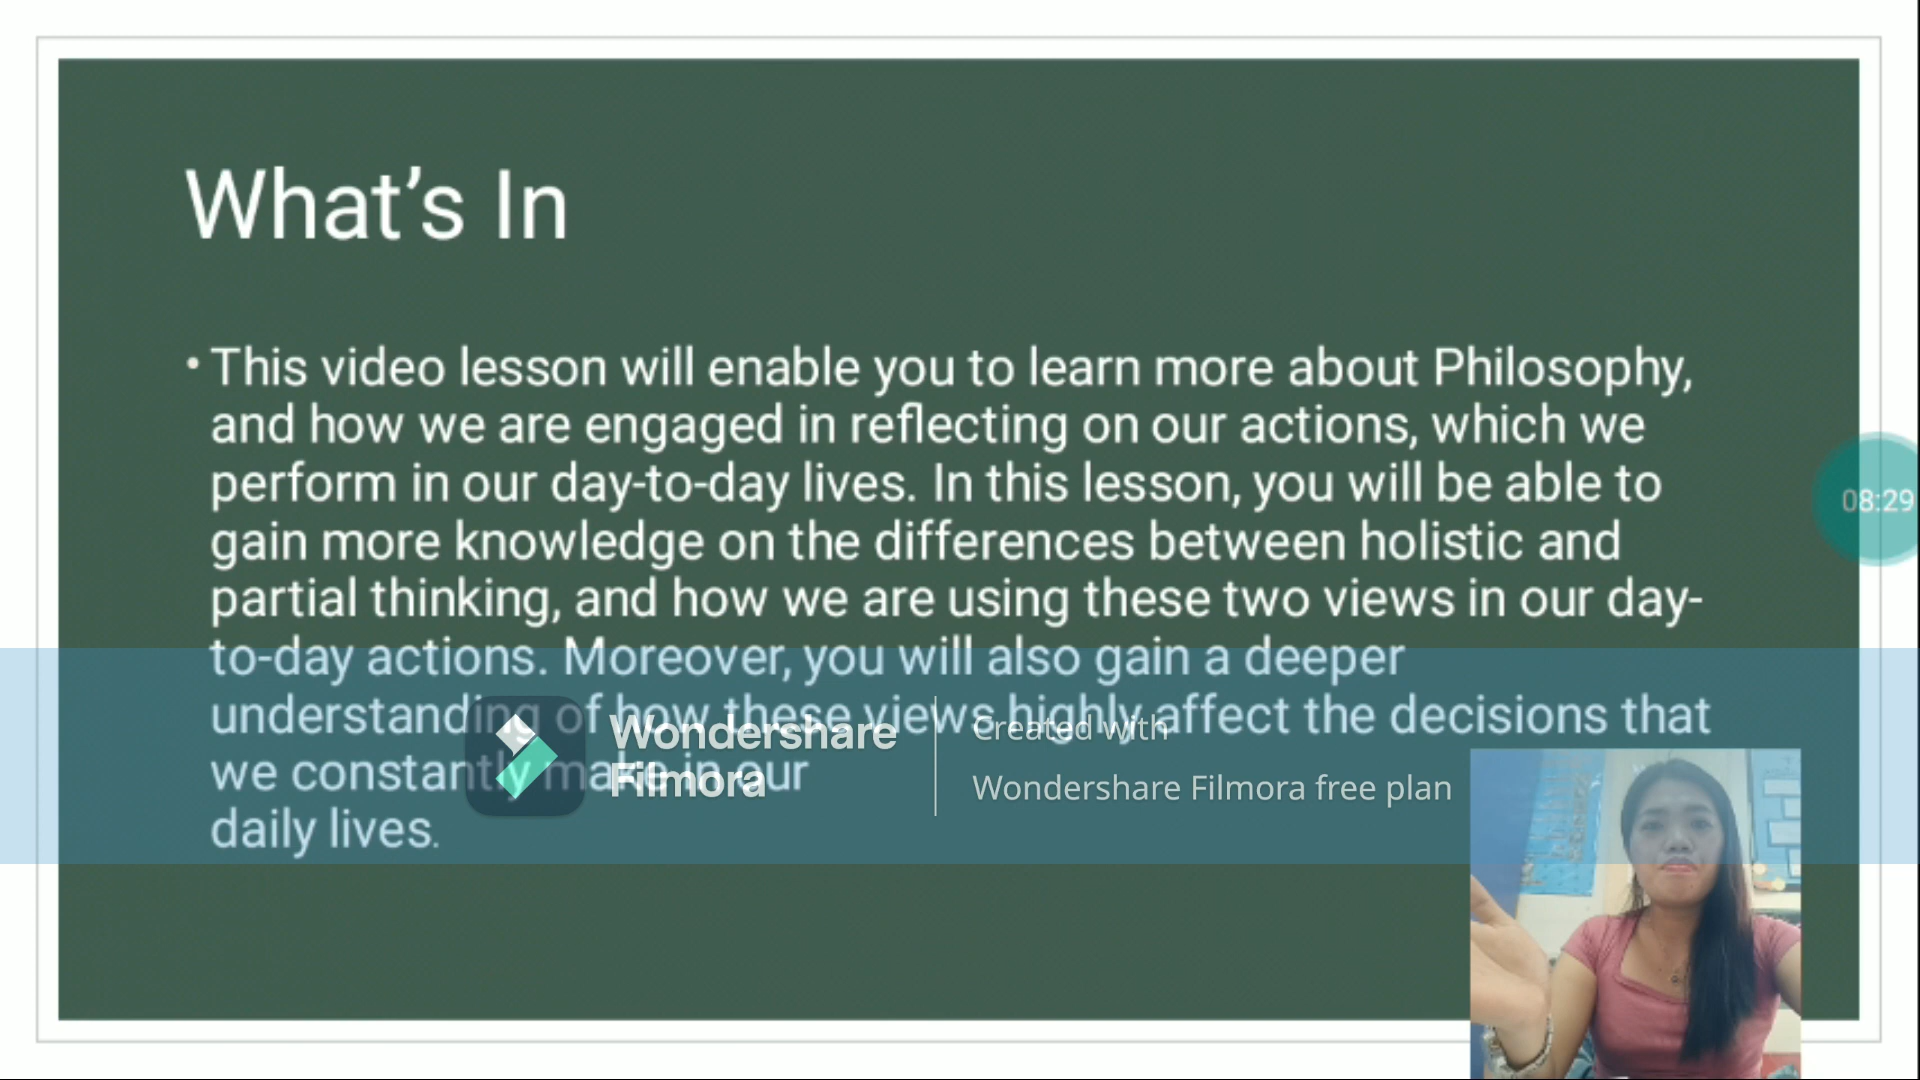 What's In
• This video lesson will enable you to learn more about Philosophy,
and how we are engaged in reflecting on our actions, which we
perform in our day-to-day lives. In this lesson, you will be able to
gain more knowledge on the differences between holistic and
partial thinking, and how we are using these two views in our day-
to-day actions. Moreover, you will also gain a deeper
understanding of how these views highly affect the decisions that
we constantly make in our
daily lives.
08:29
Wondershare
Filmora
Created with
Wondershare Filmora free plan